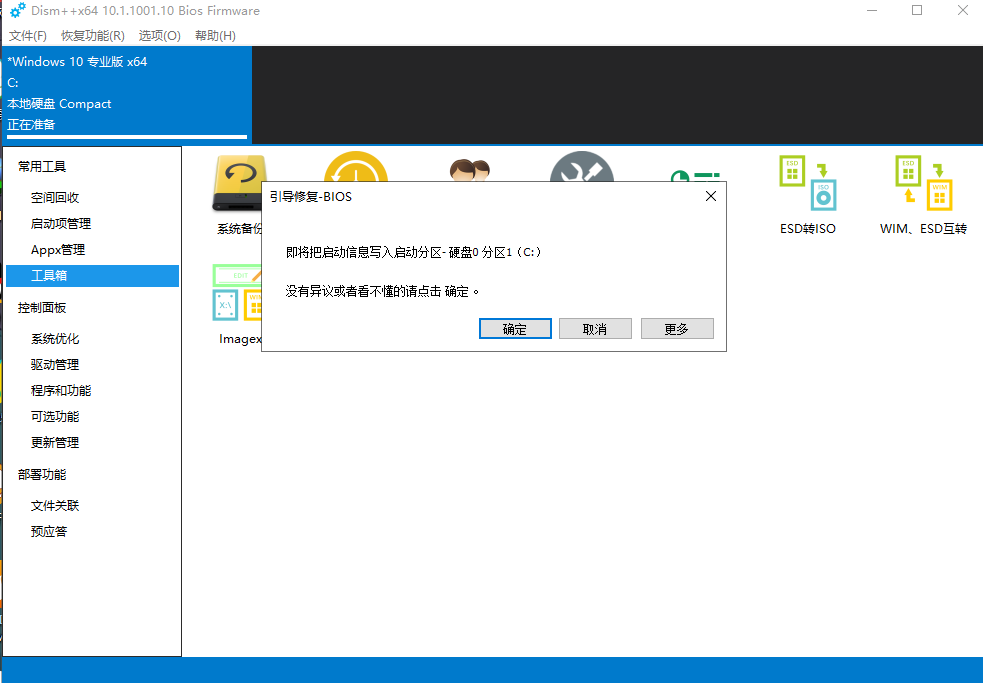 Dism++x64 10.1.1001.10 Bios Firmware
文件(F) 恢复功能(R) 选项(O) 帮助(H)
*Windows 10 专业版 x64
C:
本地硬盘 Compact
正在准备
常用工具
空间回收
启动项管理
Appx管理
工具箱
控制面板
系统优化
驱动管理
程序和功能
可选功能
更新管理
部署功能
文件关联
预应答
系统备份
ESD
ISO
ESD转ISO
ESD
WIM
WIM、ESD互转
EDIT
X:\
Imagex
引导修复-BIOS
即将把启动信息写入启动分区- 硬盘0 分区1（C:）
没有异议或者看不懂的请点击 确定 。
确定 取消 更多